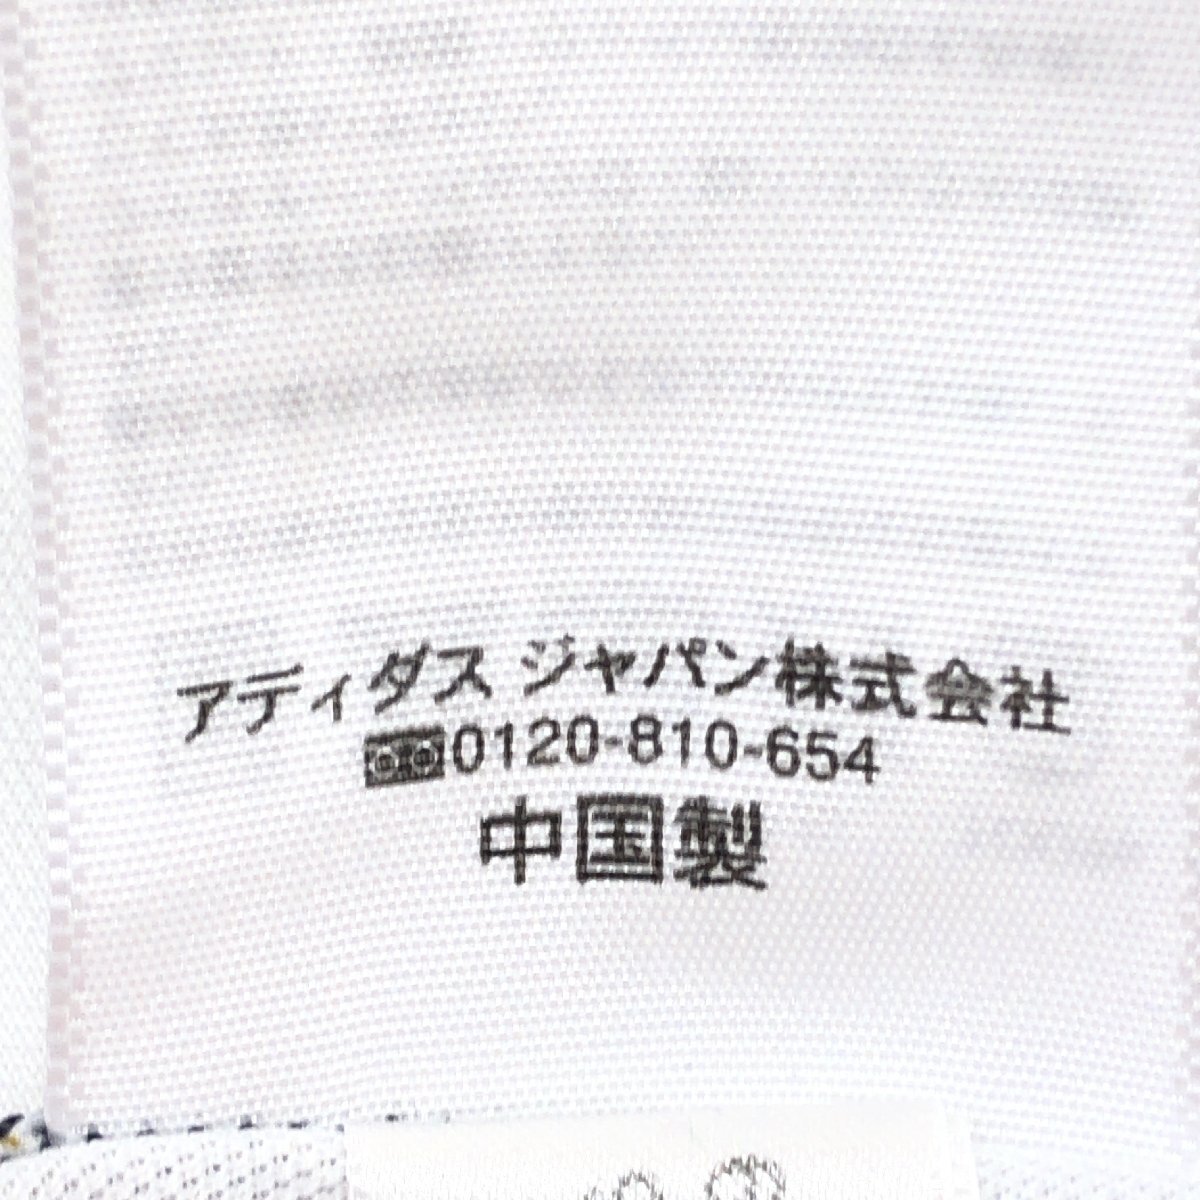 アディダス ジャパン株式会社
0120-810-654
中国製